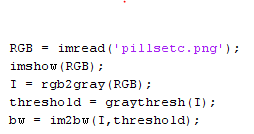 RGB = imread('pillsetc.png');
imshow(RGB);
I = rgb2gray(RGB);
threshold = graythresh(I);
bw = im2bw(I,threshold);